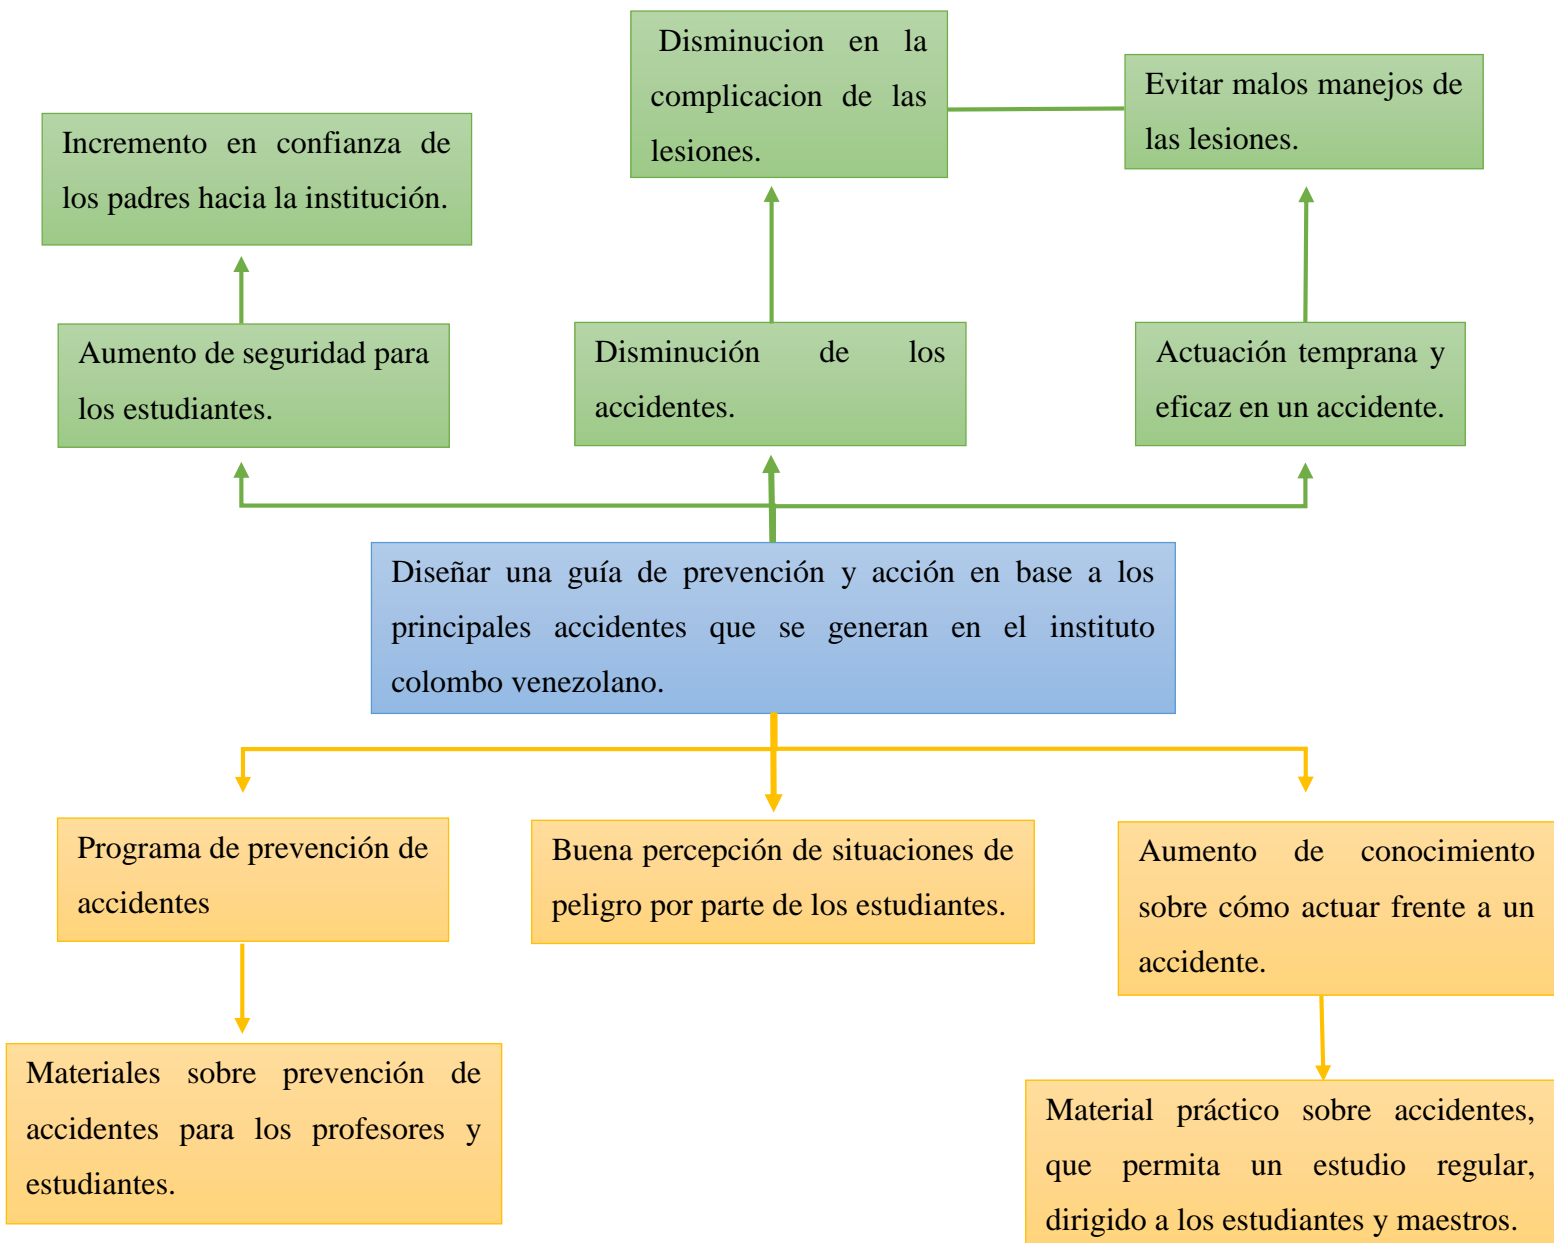 Disminucion en la
complicacion de las
lesiones.
Evitar malos manejos de
las lesiones.
Incremento en confianza de
los padres hacia la institución.
Aumento de seguridad para
los estudiantes.
Disminución de los
accidentes.
Actuación temprana y
eficaz en un accidente.
Diseñar una guía de prevención y acción en base a los
principales accidentes que se generan en el instituto
colombo venezolano.
Programa de prevención de
accidentes
Buena percepción de situaciones de
peligro por parte de los estudiantes.
Aumento de conocimiento
sobre cómo actuar frente a un
accidente.
Materiales sobre prevención de
accidentes para los profesores y
estudiantes.
Material práctico sobre accidentes,
que permita un estudio regular,
dirigido a los estudiantes y maestros.